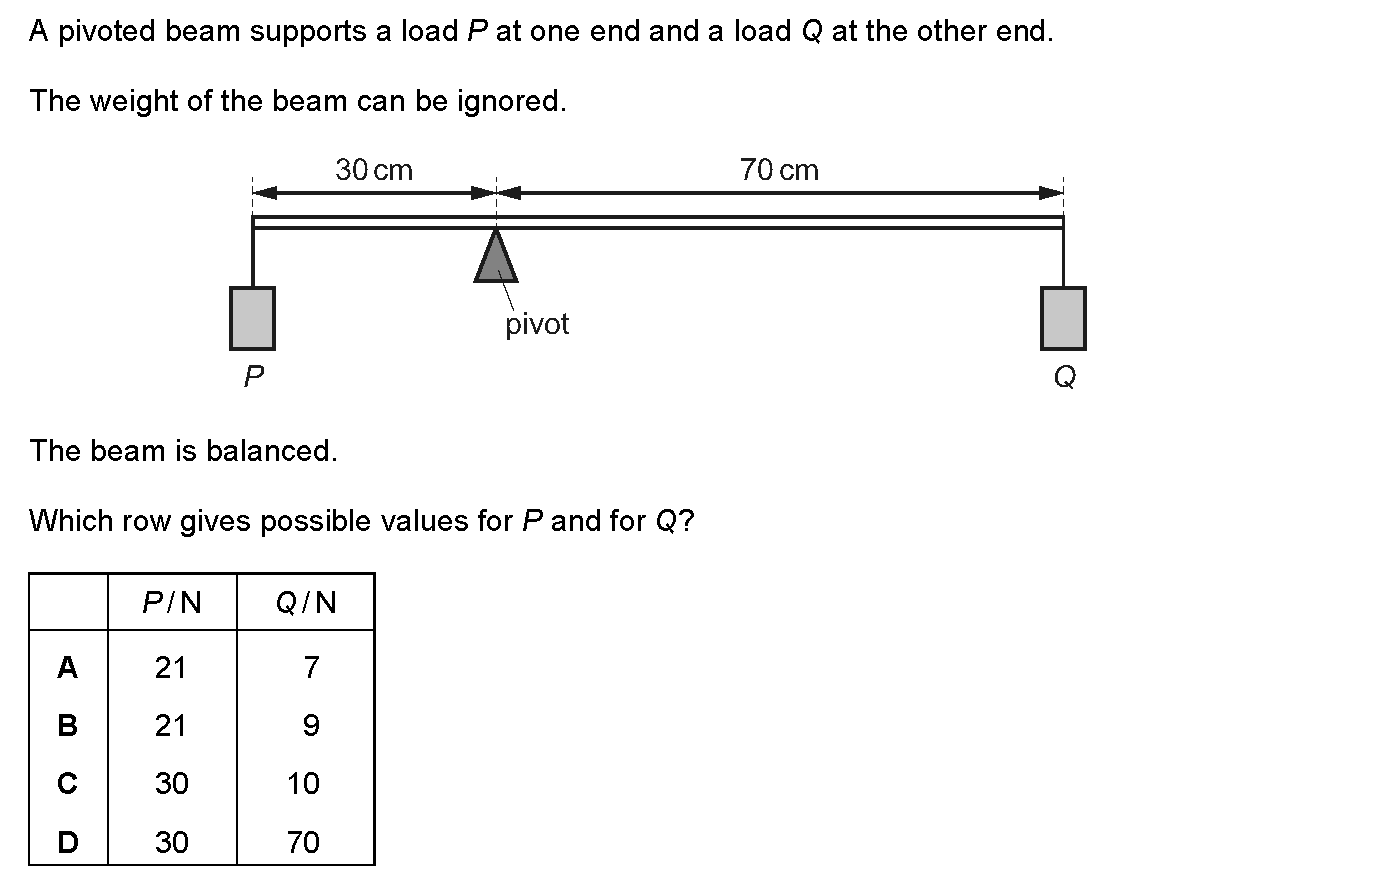 A pivoted beam supports a load P at one end and a load Q at the other end.
The weight of the beam can be ignored.
30 cm 70 cm
pivot
P Q
The beam is balanced.
Which row gives possible values for P and for Q?
P / N Q / N
A 21 7
B 21 9
C 30 10
D 30 70